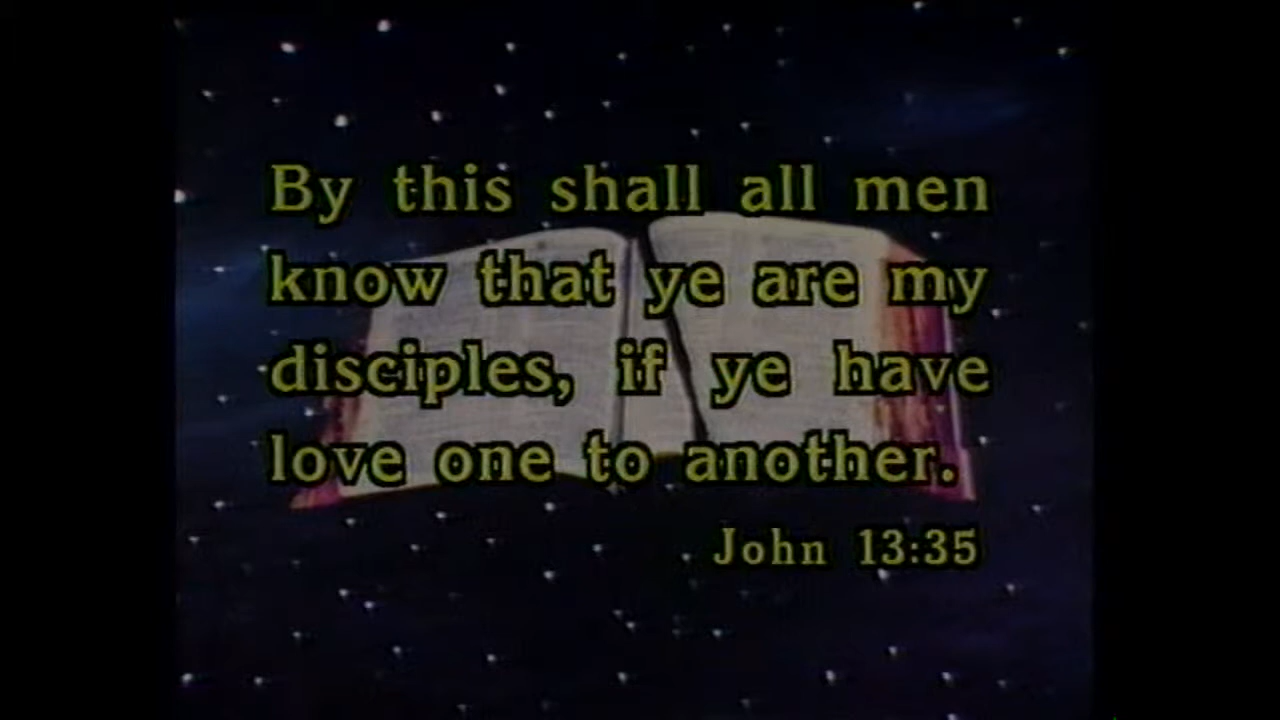 By this shall all men
know that ye are my
disciples, if ye have
love one to another.
John 13:35